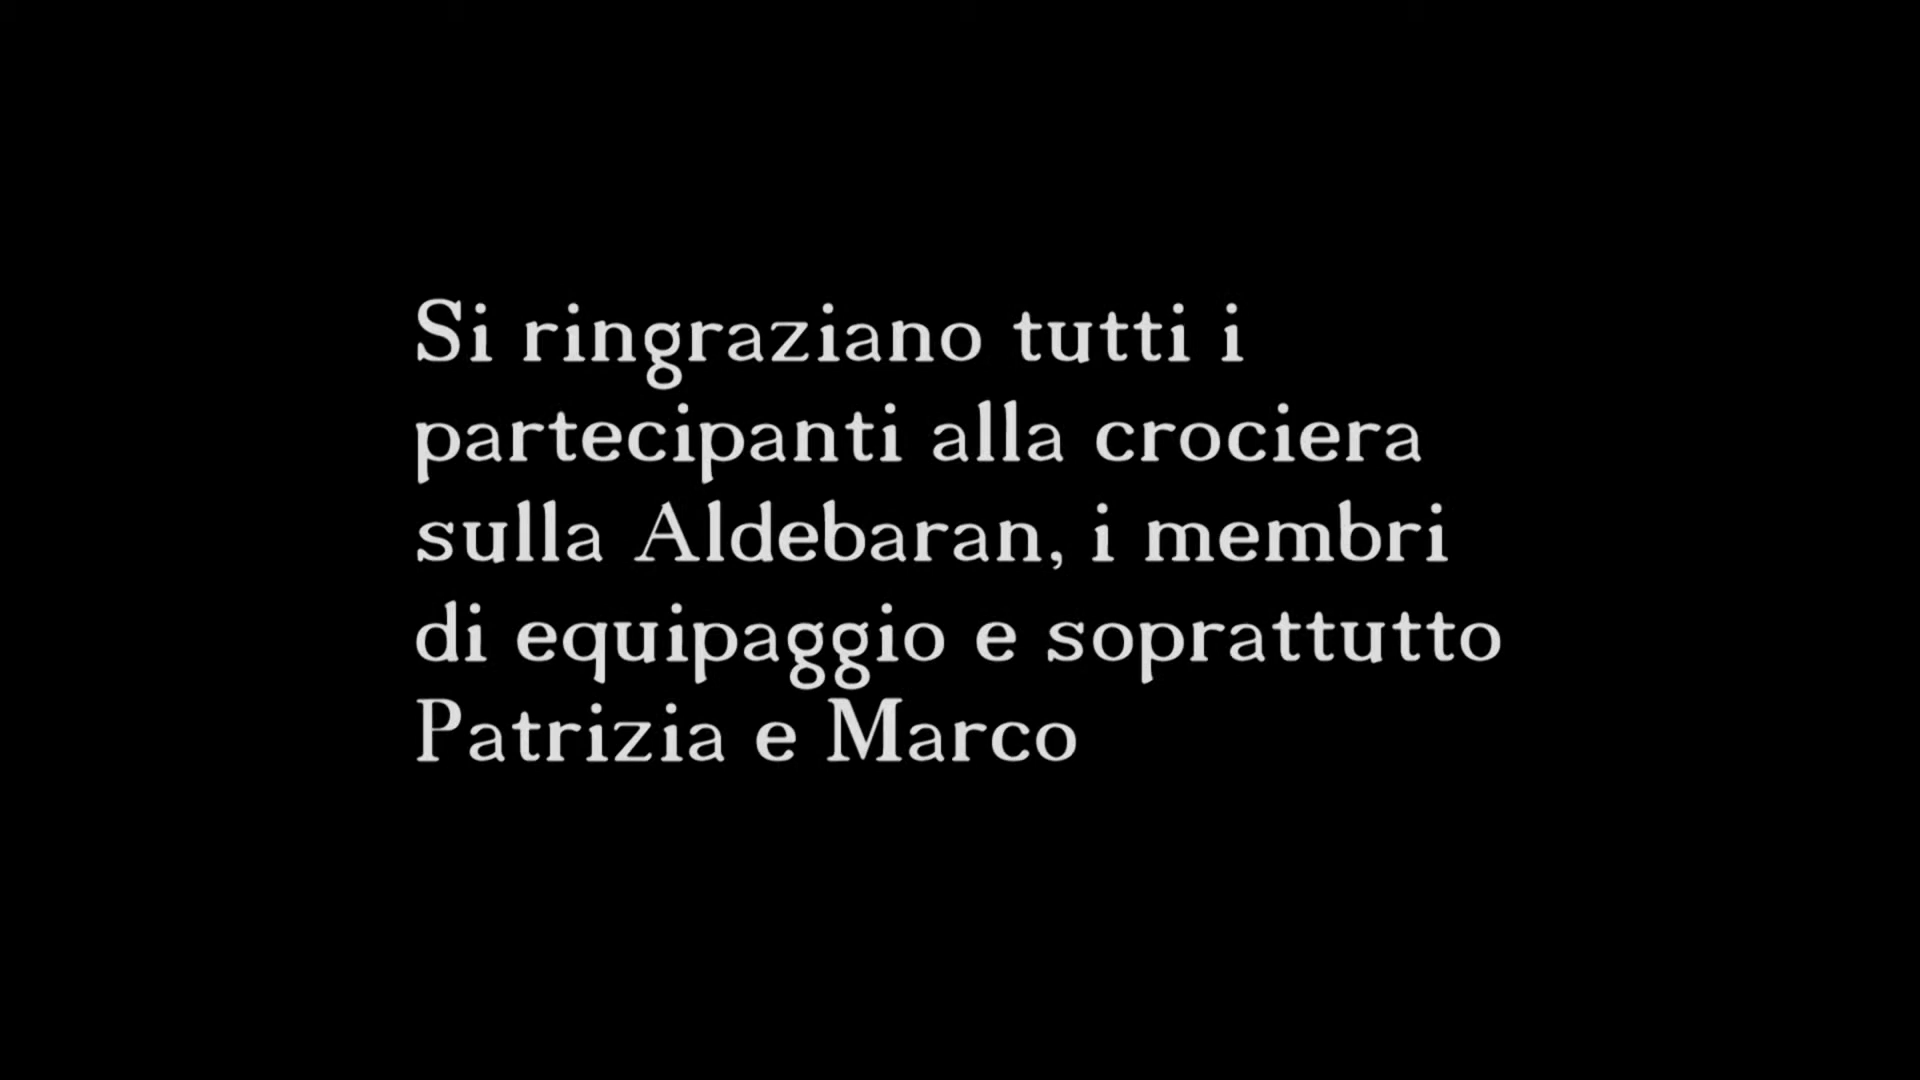 Si ringraziano tutti i
partecipanti alla crociera
sulla Aldebaran, i membri
di equipaggio e soprattutto
Patrizia e Marco